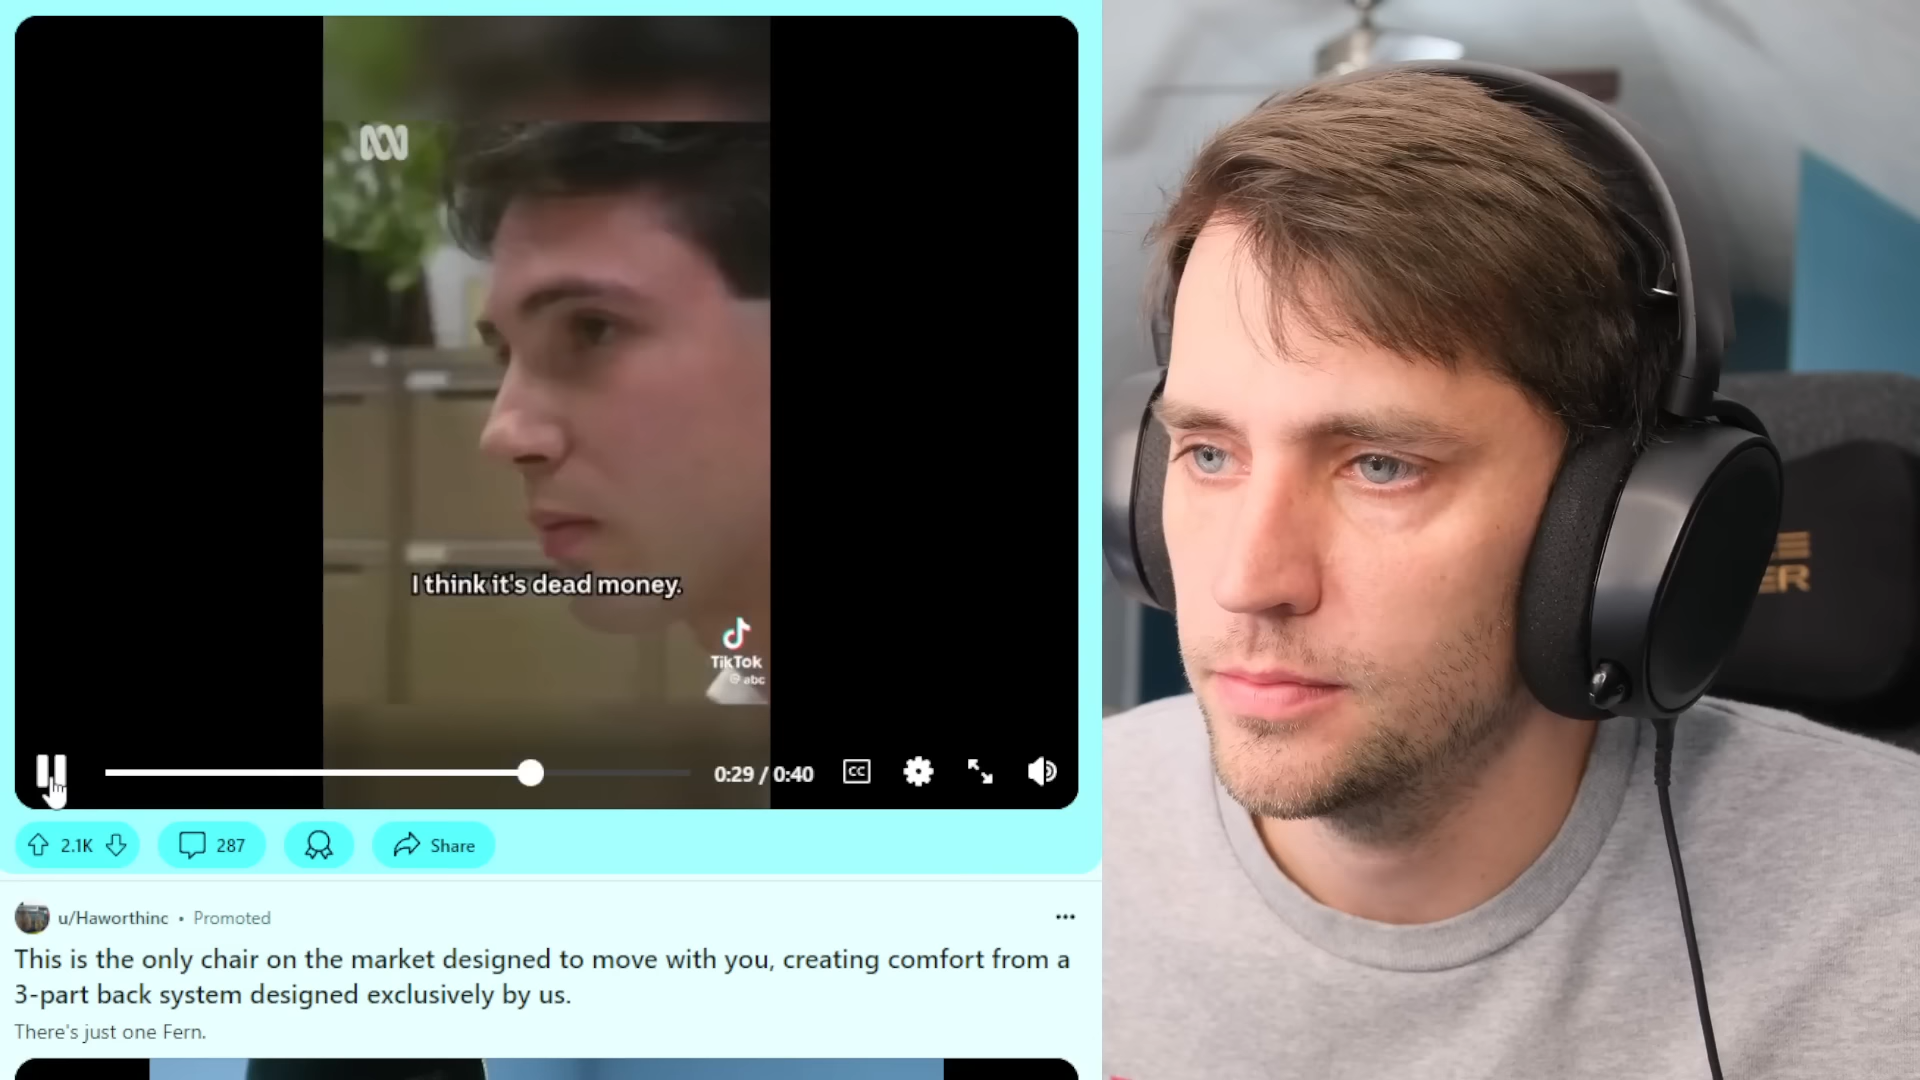 I think it's dead money.
TikTok
abc
0:29 / 0:40
CC
2.1K
287
Share
u/Haworthinc • Promoted
This is the only chair on the market designed to move with you, creating comfort from a
3-part back system designed exclusively by us.
There's just one Fern.